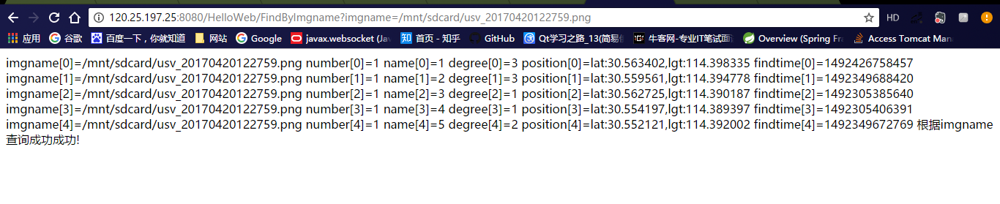 120.25.197.25:8080/HelloWeb/FindByImgname?imgname=/mnt/sdcard/usv_20170420122759.png HD
应用 谷歌 百度一下，你就知道 网站 Google javax.websocket (Jav 首页 - 知乎 GitHub Qt学习之路_13(简易俄 牛客网-专业IT笔试面 Overview (Spring Fra Access Tomcat Mana
imgname[0]=/mnt/sdcard/usv_20170420122759.png number[0]=1 name[0]=1 degree[0]=3 position[0]=lat:30.563402,lgt:114.398335 findtime[0]=1492426758457
imgname[1]=/mnt/sdcard/usv_20170420122759.png number[1]=1 name[1]=2 degree[1]=3 position[1]=lat:30.559561,lgt:114.394778 findtime[1]=1492349688420
imgname[2]=/mnt/sdcard/usv_20170420122759.png number[2]=1 name[2]=3 degree[2]=1 position[2]=lat:30.562725,lgt:114.390187 findtime[2]=1492305385640
imgname[3]=/mnt/sdcard/usv_20170420122759.png number[3]=1 name[3]=4 degree[3]=1 position[3]=lat:30.554197,lgt:114.389397 findtime[3]=1492305406391
imgname[4]=/mnt/sdcard/usv_20170420122759.png number[4]=1 name[4]=5 degree[4]=2 position[4]=lat:30.552121,lgt:114.392002 findtime[4]=1492349672769 根据imgname
查询成功成功!